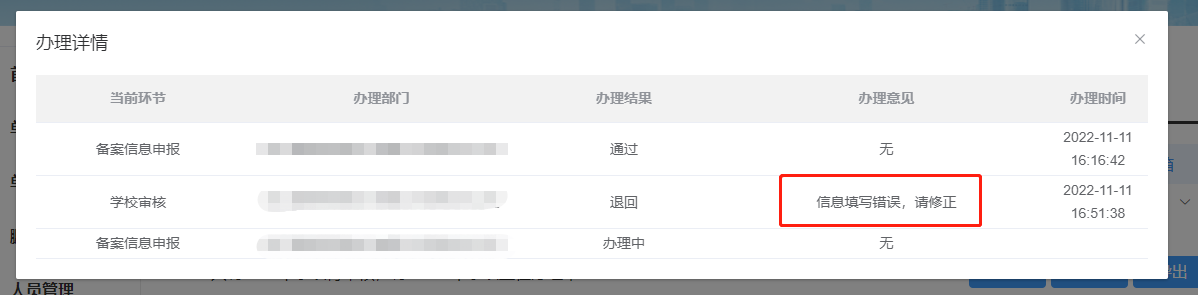 办理详情
当前环节 办理部门 办理结果 办理意见 办理时间
备案信息申报 通过 无 2022-11-11 16:16:42
学校审核 退回 信息填写错误，请修正 2022-11-11 16:51:38
备案信息申报 办理中 无
人员管理